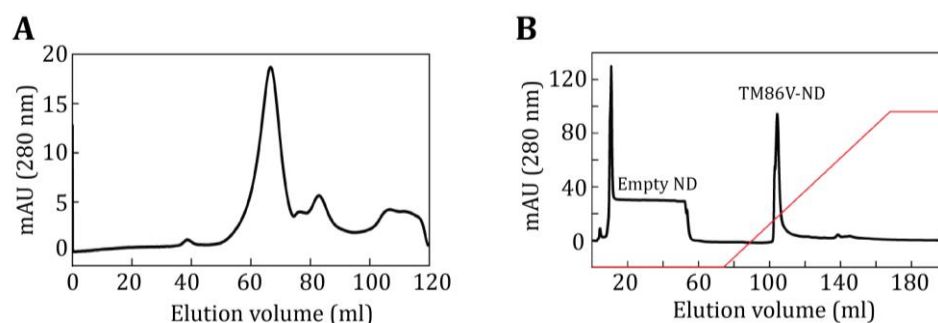 A
mAU (280 nm)
20
15
10
5
0
0 20 40 60 80 100 120
Elution volume (ml)
B
mAU (280 nm)
120
80
40
0
TM86V-ND
Empty ND
20 60 100 140 180
Elution volume (ml)